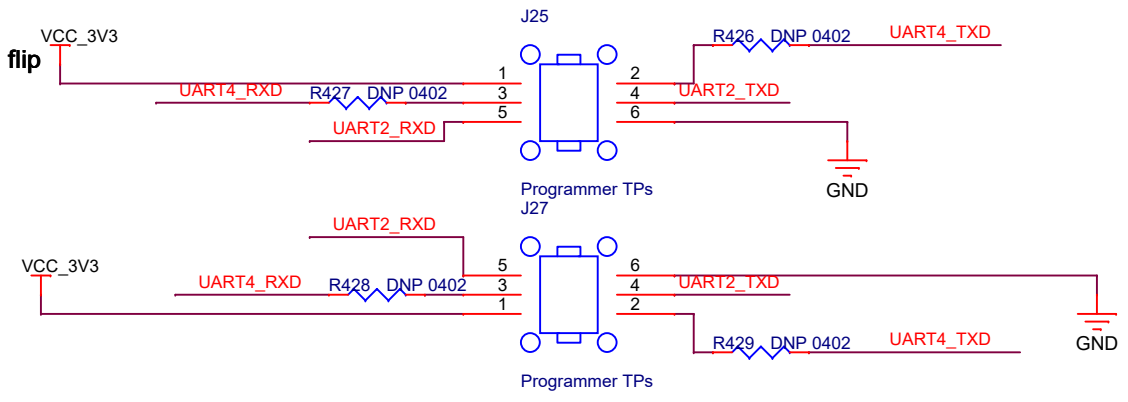 J25
VCC_3V3
R426 DNP 0402 UART4_TXD
flip
1 2
UART4_RXD R427 DNP 0402 3 4 UART2_TXD
UART2_RXD 5 6
GND
Programmer TPs
J27
UART2_RXD
VCC_3V3
5 6
UART4_RXD R428 DNP 0402 3 4 UART2_TXD
1 2
R429 DNP 0402 UART4_TXD
GND
Programmer TPs